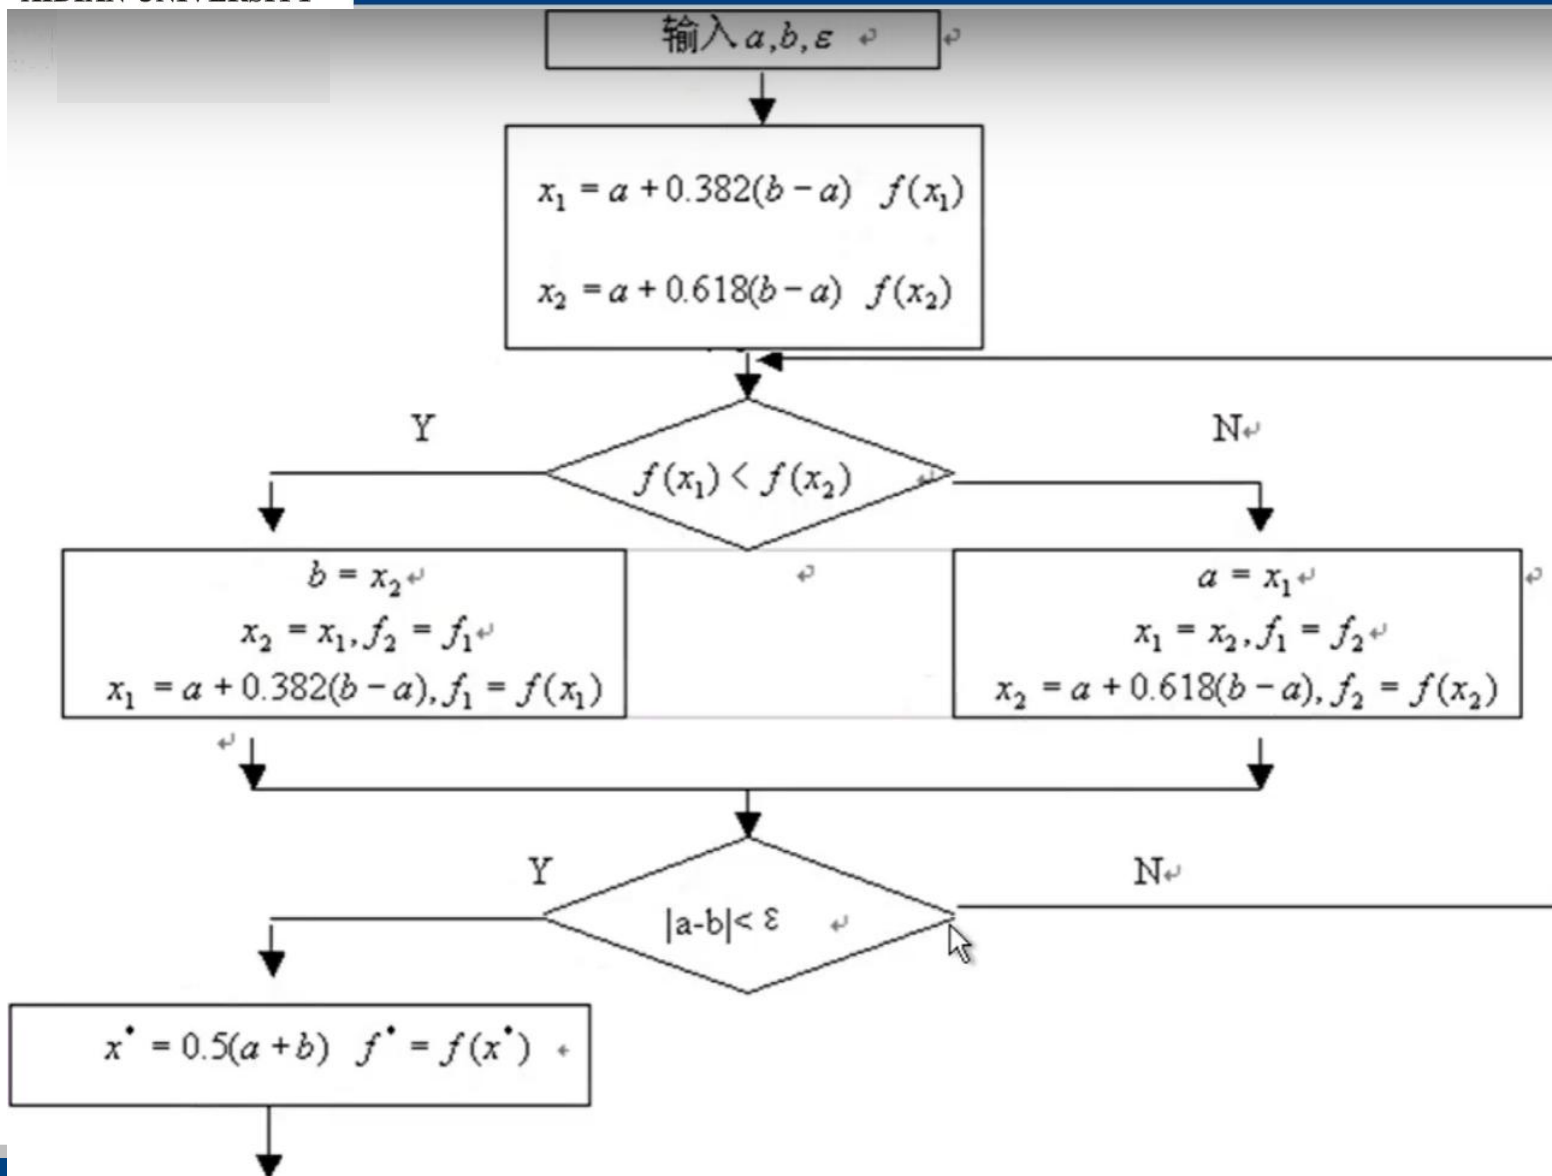 输入 a,b,ε
x₁ = a + 0.382(b − a) f(x₁)
x₂ = a + 0.618(b − a) f(x₂)
Y
N
f(x₁) < f(x₂)
b = x₂
x₂ = x₁, f₂ = f₁
x₁ = a + 0.382(b − a), f₁ = f(x₁)
a = x₁
x₁ = x₂, f₁ = f₂
x₂ = a + 0.618(b − a), f₂ = f(x₂)
Y
N
|a-b|< ε
x• = 0.5(a + b) f• = f(x•)